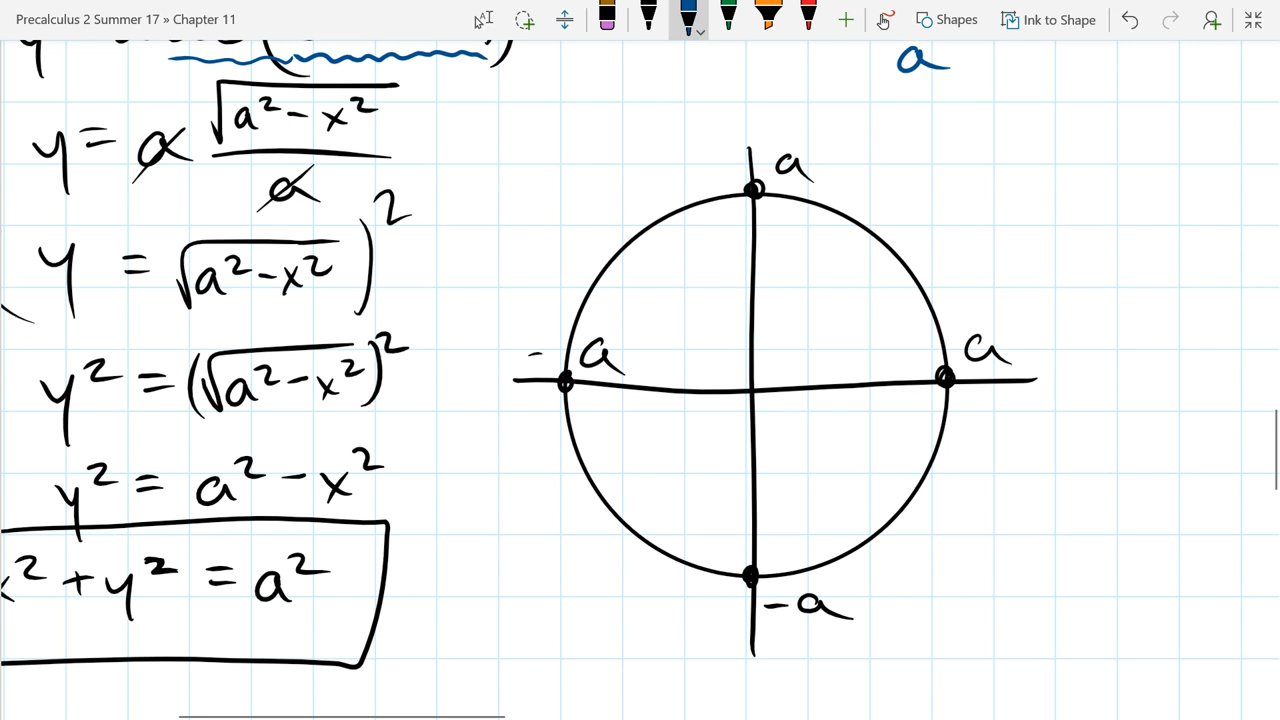 Precalculus 2 Summer 17 » Chapter 11
Shapes
Ink to Shape
y = a √(a² - x²) / a
y = √(a² - x²) )²
y² = (√(a² - x²))²
y² = a² - x²
x² + y² = a²
a
a
- a
a
- a